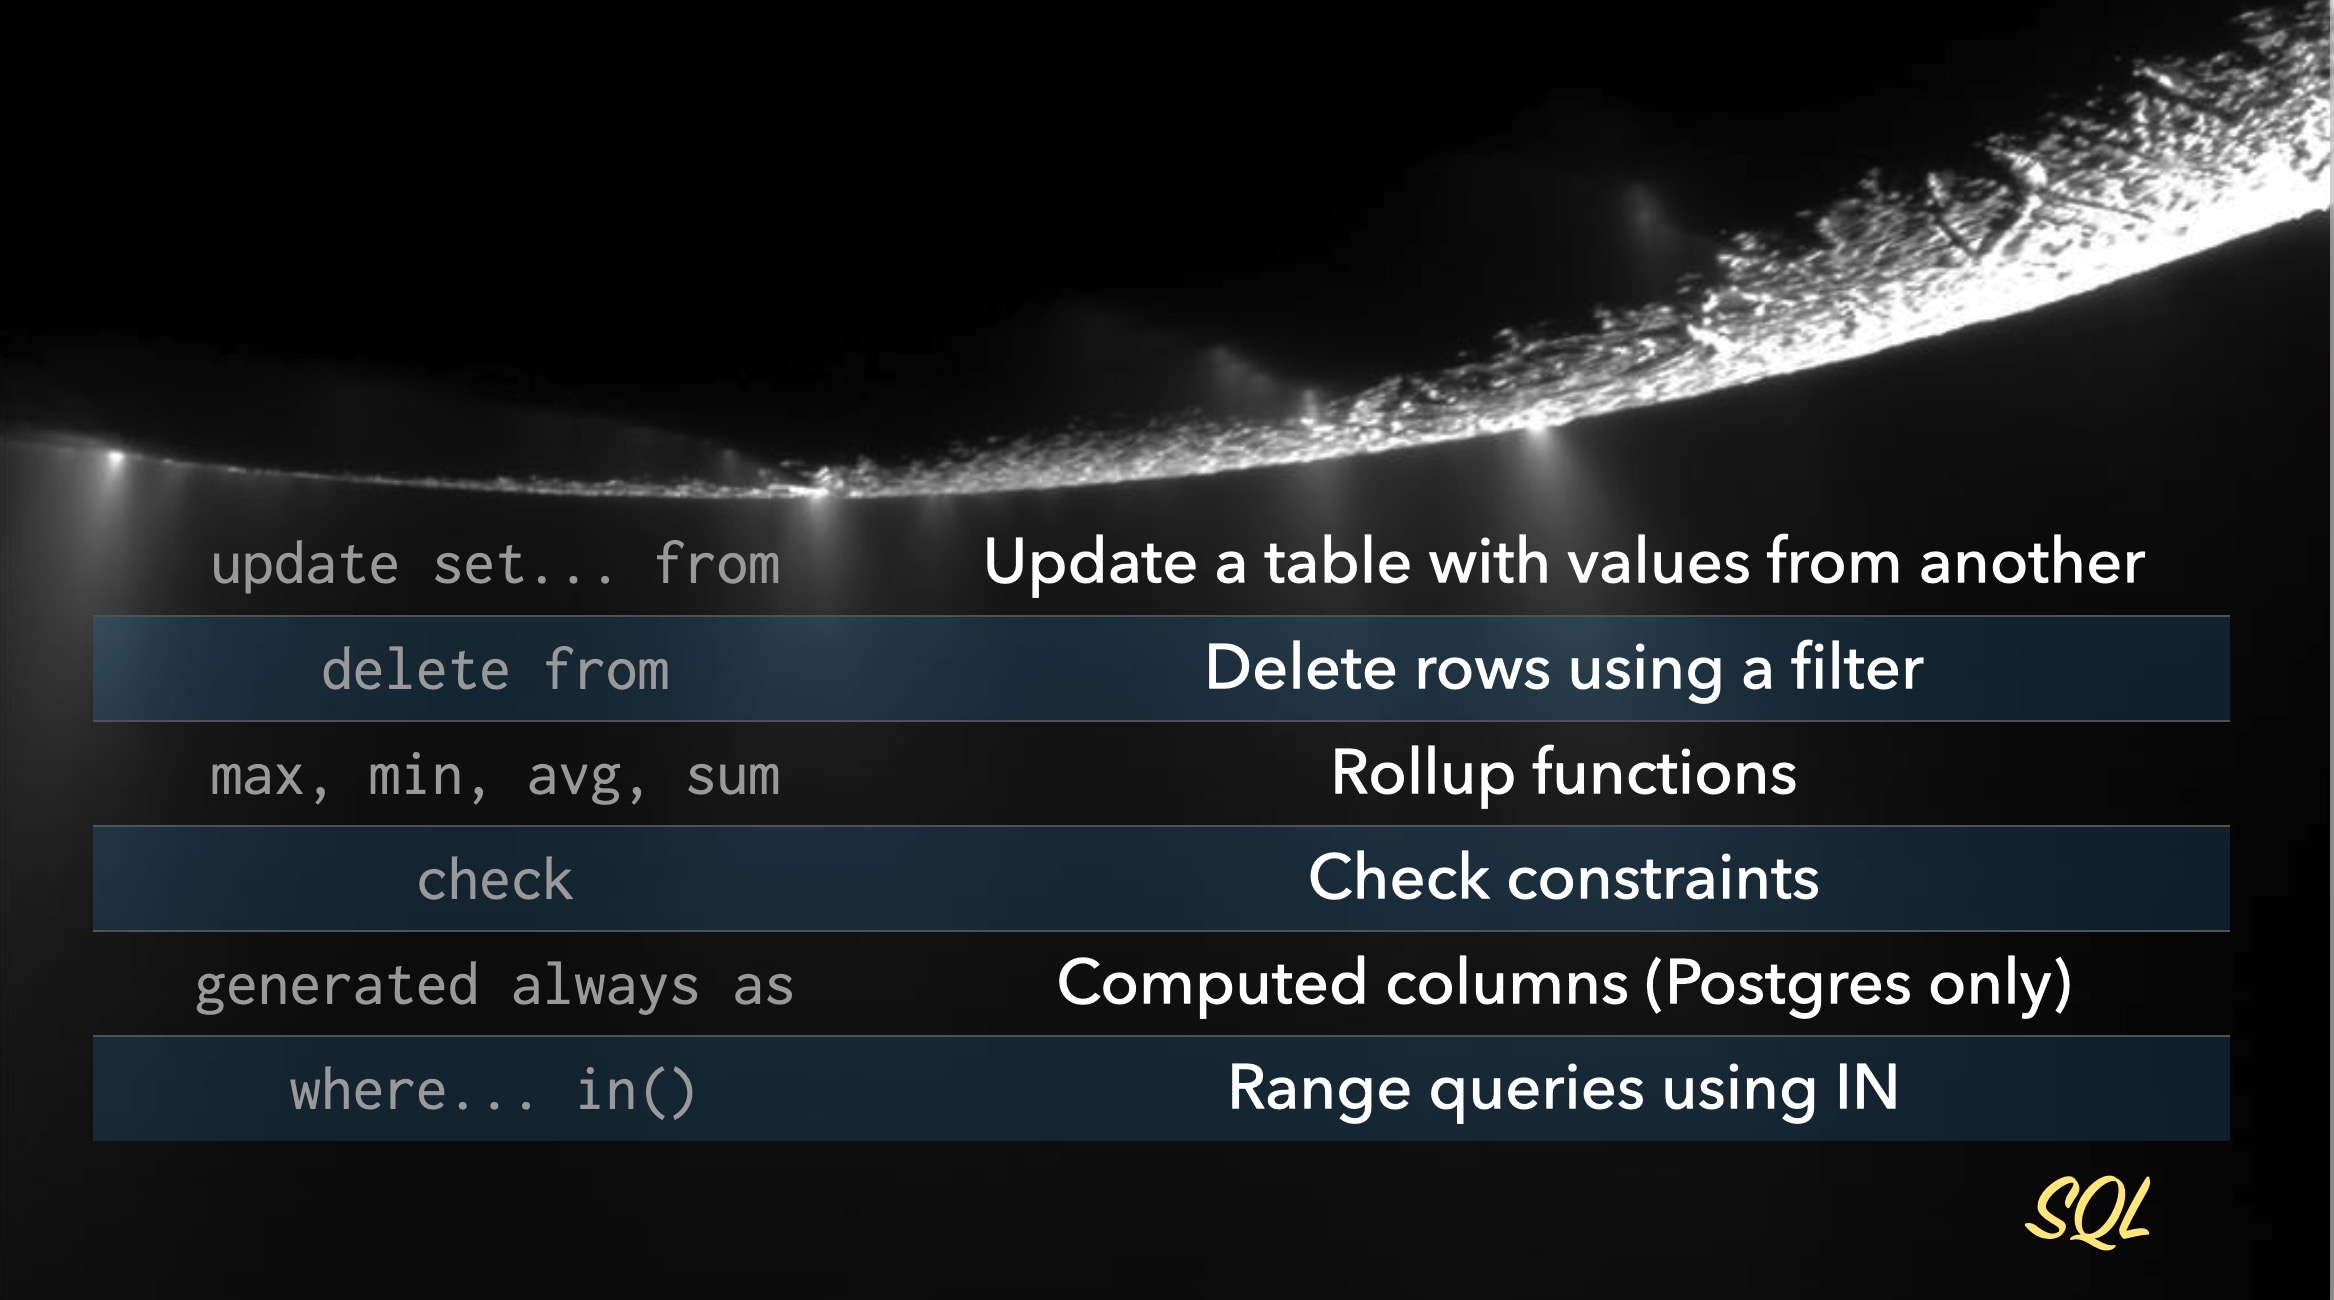 update set... from Update a table with values from another
delete from Delete rows using a filter
max, min, avg, sum Rollup functions
check Check constraints
generated always as Computed columns (Postgres only)
where... in() Range queries using IN
SQL